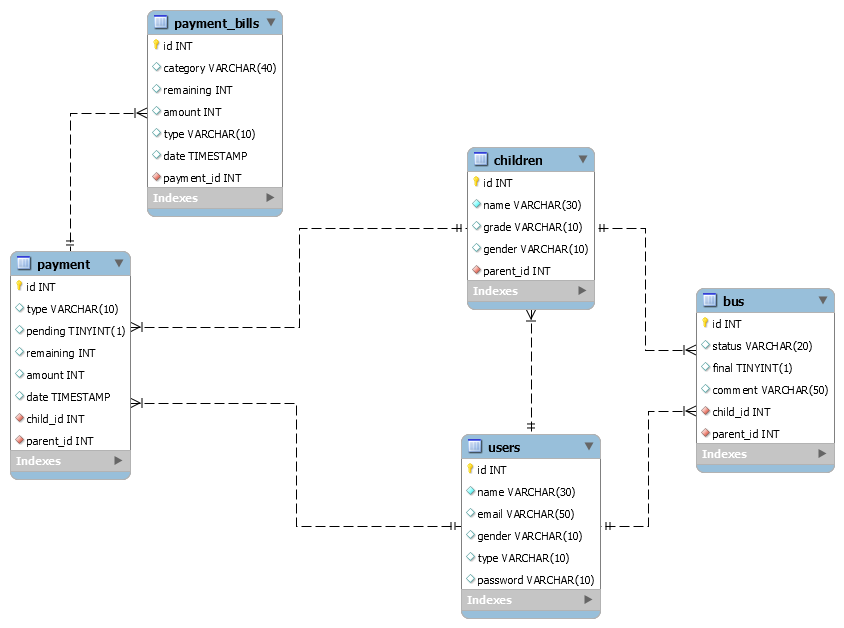 payment_bills
id INT
category VARCHAR(40)
remaining INT
amount INT
type VARCHAR(10)
date TIMESTAMP
payment_id INT
Indexes
children
id INT
name VARCHAR(30)
grade VARCHAR(10)
gender VARCHAR(10)
parent_id INT
Indexes
payment
id INT
type VARCHAR(10)
pending TINYINT(1)
remaining INT
amount INT
date TIMESTAMP
child_id INT
parent_id INT
Indexes
bus
id INT
status VARCHAR(20)
final TINYINT(1)
comment VARCHAR(50)
child_id INT
parent_id INT
Indexes
users
id INT
name VARCHAR(30)
email VARCHAR(50)
gender VARCHAR(10)
type VARCHAR(10)
password VARCHAR(10)
Indexes